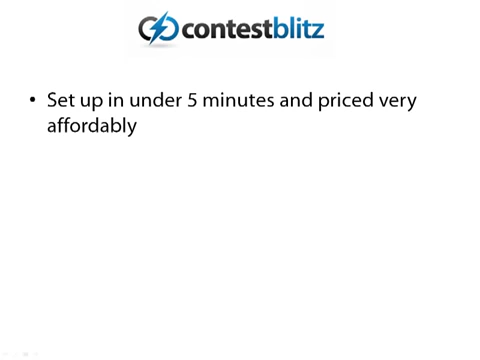 contestblitz
• Set up in under 5 minutes and priced very
affordably